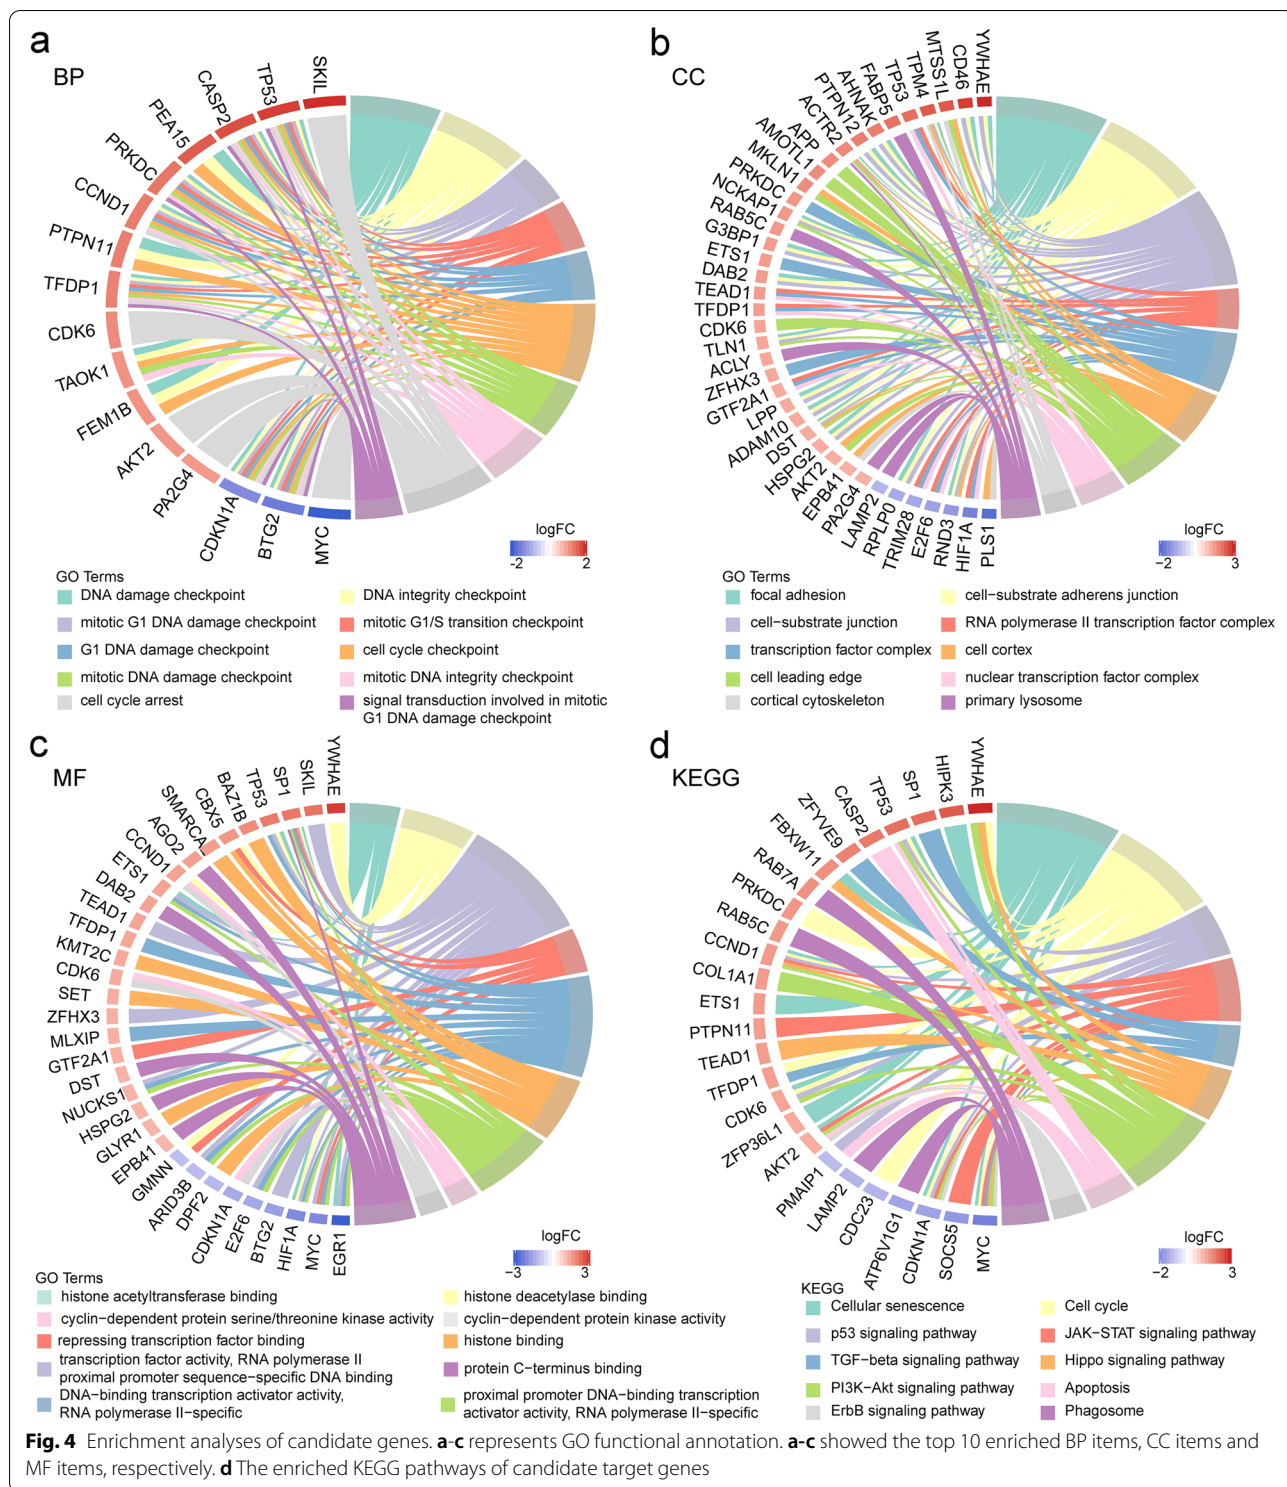 a
BP
SKIL
TP53
CASP2
PEA15
PRKDC
CCND1
PTPN11
TFDP1
CDK6
TAOK1
FEM1B
AKT2
PA2G4
CDKN1A
BTG2
MYC
logFC
-2 2
GO Terms
DNA damage checkpoint
DNA integrity checkpoint
mitotic G1 DNA damage checkpoint
mitotic G1/S transition checkpoint
G1 DNA damage checkpoint
cell cycle checkpoint
mitotic DNA damage checkpoint
mitotic DNA integrity checkpoint
cell cycle arrest
signal transduction involved in mitotic
G1 DNA damage checkpoint
b
CC
YWHAE
CD46
MTSS1L
TPM4
TP53
FABP5
AHNAK
PTPN12
ACTR2
APP
AMOTL1
MKLN1
PRKDC
NCKAP1
RAB5C
G3BP1
ETS1
DAB2
TEAD1
TFDP1
CDK6
TLN1
ACLY
ZFHX3
GTF2A1
LPP
ADAM10
DST
HSPG2
AKT2
EPB41
PA2G4
LAMP2
RPLP0
TRIM28
E2F6
RND3
HIF1A
PLS1
logFC
−2 3
GO Terms
focal adhesion
cell−substrate adherens junction
cell−substrate junction
RNA polymerase II transcription factor complex
transcription factor complex
cell cortex
cell leading edge
nuclear transcription factor complex
cortical cytoskeleton
primary lysosome
c
MF
YWHAE
SKIL
SP1
TP53
BAZ1B
CBX5
SMARCA_
AGO2
CCND1
ETS1
DAB2
TEAD1
TFDP1
KMT2C
CDK6
SET
ZFHX3
MLXIP
GTF2A1
DST
NUCKS1
HSPG2
GLYR1
EPB41
GMNN
ARID3B
DPF2
CDKN1A
E2F6
BTG2
HIF1A
MYC
EGR1
logFC
−3 3
GO Terms
histone acetyltransferase binding
histone deacetylase binding
cyclin−dependent protein serine/threonine kinase activity
cyclin−dependent protein kinase activity
repressing transcription factor binding
histone binding
transcription factor activity, RNA polymerase II
proximal promoter sequence−specific DNA binding
protein C−terminus binding
DNA−binding transcription activator activity,
RNA polymerase II−specific
proximal promoter DNA−binding transcription
activator activity, RNA polymerase II−specific
d
KEGG
YWHAE
HIPK3
SP1
TP53
CASP2
ZFYVE9
FBXW11
RAB7A
PRKDC
RAB5C
CCND1
COL1A1
ETS1
PTPN11
TEAD1
TFDP1
CDK6
ZFP36L1
AKT2
PMAIP1
LAMP2
CDC23
ATP6V1G1
CDKN1A
SOCS5
MYC
logFC
−2 3
KEGG
Cellular senescence
Cell cycle
p53 signaling pathway
JAK−STAT signaling pathway
TGF−beta signaling pathway
Hippo signaling pathway
PI3K−Akt signaling pathway
Apoptosis
ErbB signaling pathway
Phagosome
Fig. 4 Enrichment analyses of candidate genes. a-c represents GO functional annotation. a-c showed the top 10 enriched BP items, CC items and
MF items, respectively. d The enriched KEGG pathways of candidate target genes